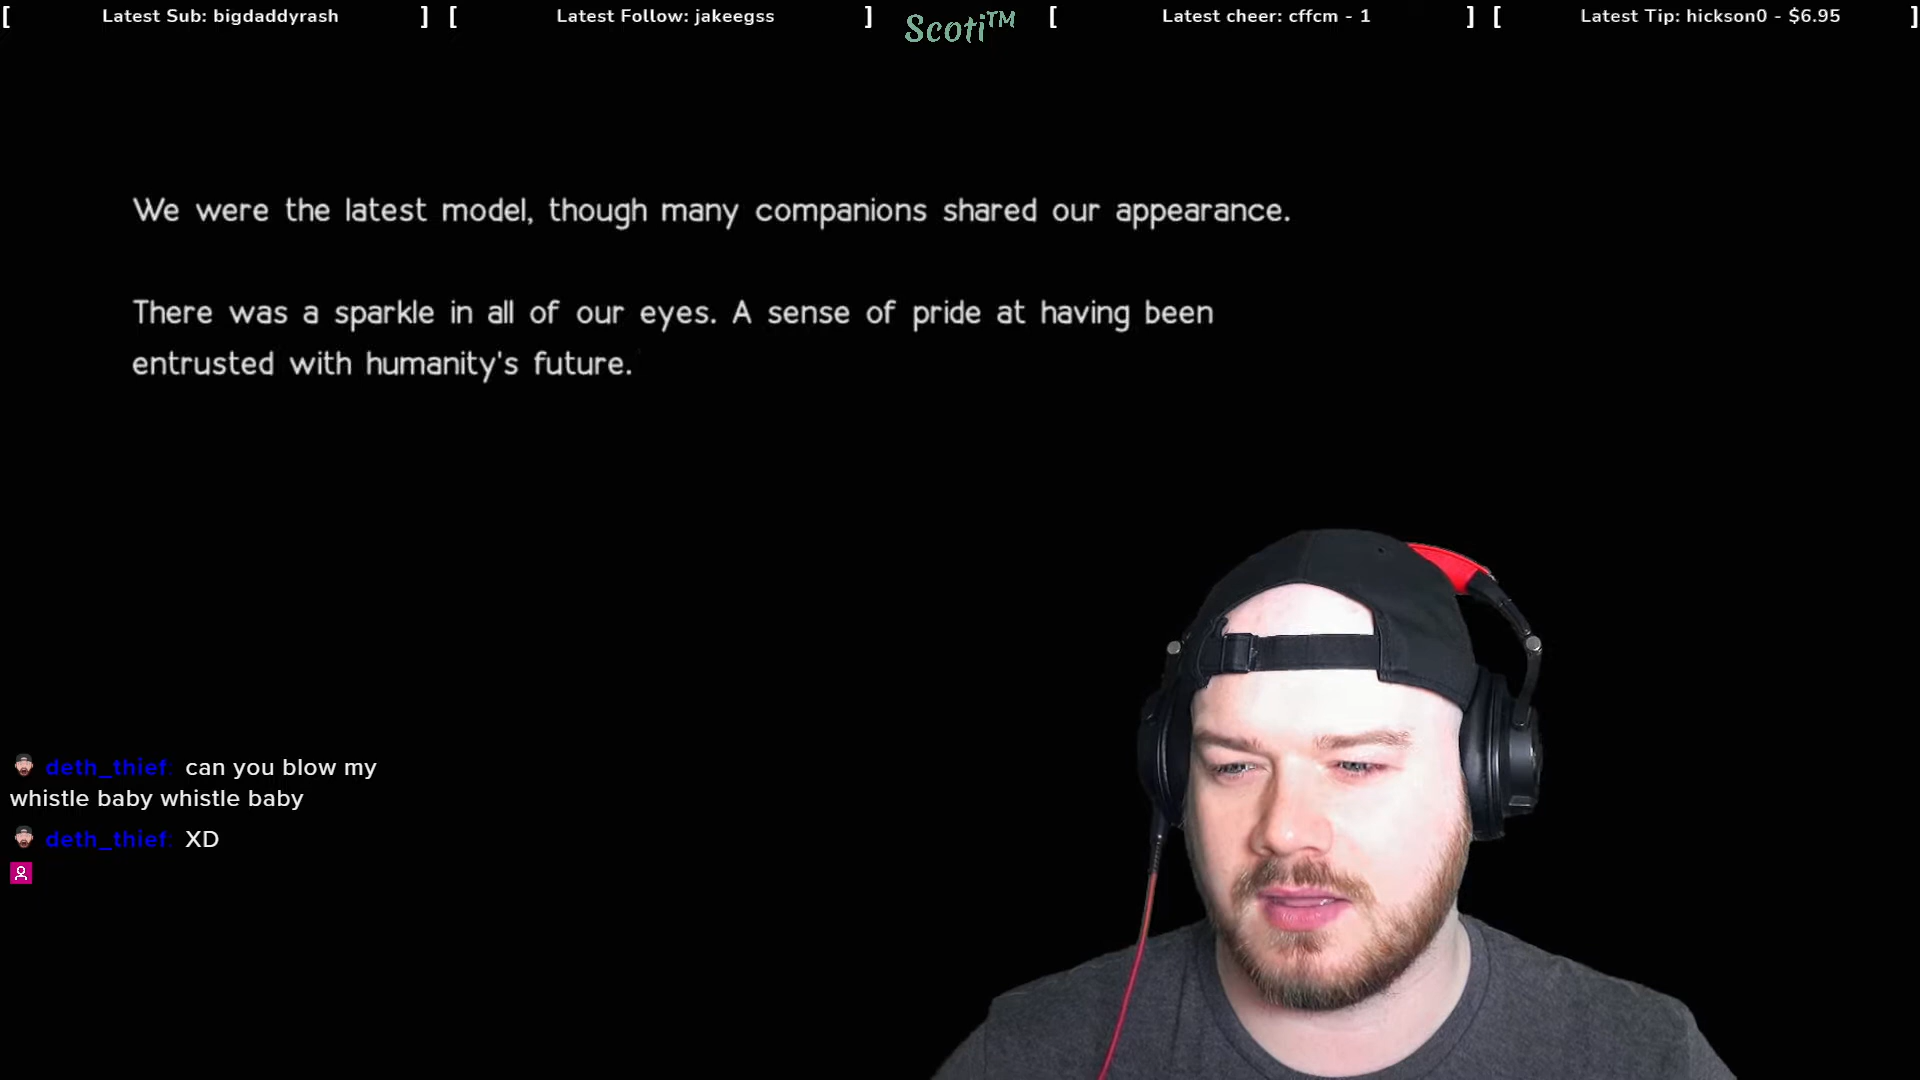 [ Latest Sub: bigdaddyrash ] [ Latest Follow: jakeegss ] Scoti™ [ Latest cheer: cffcm - 1 ] [ Latest Tip: hickson0 - $6.95 ]
We were the latest model, though many companions shared our appearance.
There was a sparkle in all of our eyes. A sense of pride at having been
entrusted with humanity's future.
deth_thief: can you blow my
whistle baby whistle baby
deth_thief: XD